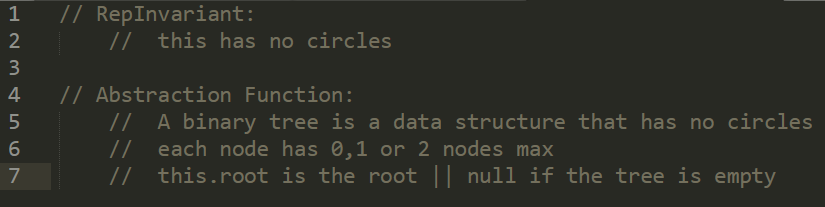 1 // RepInvariant:
2 // this has no circles
3
4 // Abstraction Function:
5 // A binary tree is a data structure that has no circles
6 // each node has 0,1 or 2 nodes max
7 // this.root is the root || null if the tree is empty